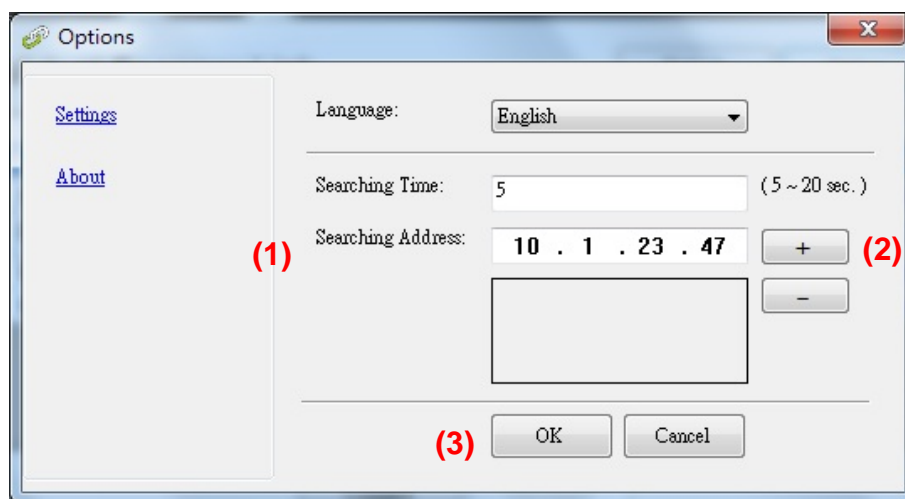 Options
x
Settings
About
Language:
English
Searching Time:
5
( 5 ~ 20 sec. )
(1)
Searching Address:
10 . 1 . 23 . 47
+
(2)
−
(3)
OK
Cancel